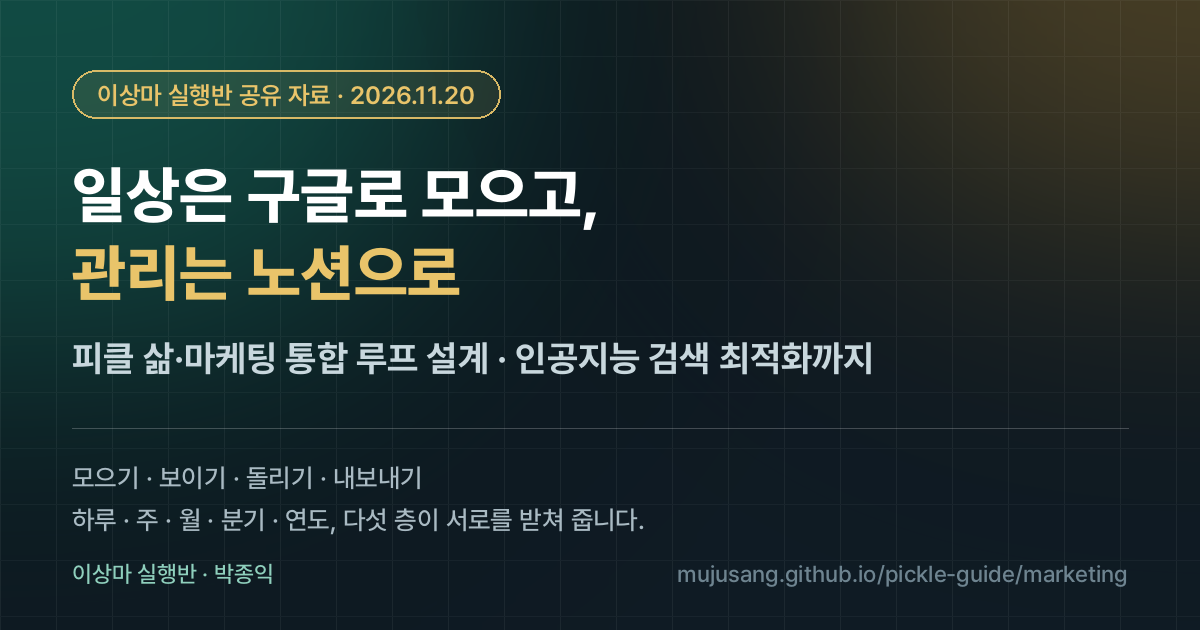 이상마 실행반 공유 자료 · 2026.11.20
일상은 구글로 모으고,
관리는 노션으로
피클 삶·마케팅 통합 루프 설계 · 인공지능 검색 최적화까지
모으기 · 보이기 · 돌리기 · 내보내기
하루 · 주 · 월 · 분기 · 연도, 다섯 층이 서로를 받쳐 줍니다.
이상마 실행반 · 박종익
mujusang.github.io/pickle-guide/marketing